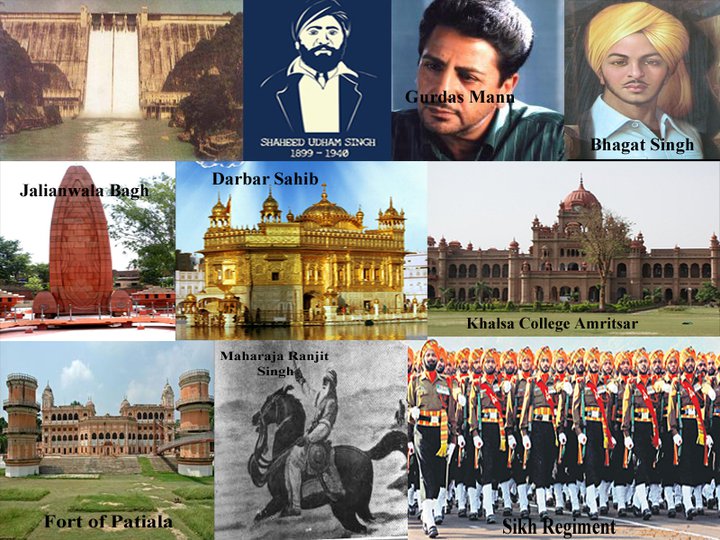 SHAHEED UDHAM SINGH
1899 - 1940
Gurdas Mann
Bhagat Singh
Jalianwala Bagh
Darbar Sahib
Khalsa College Amritsar
Fort of Patiala
Maharaja Ranjit
Singh
Sikh Regiment